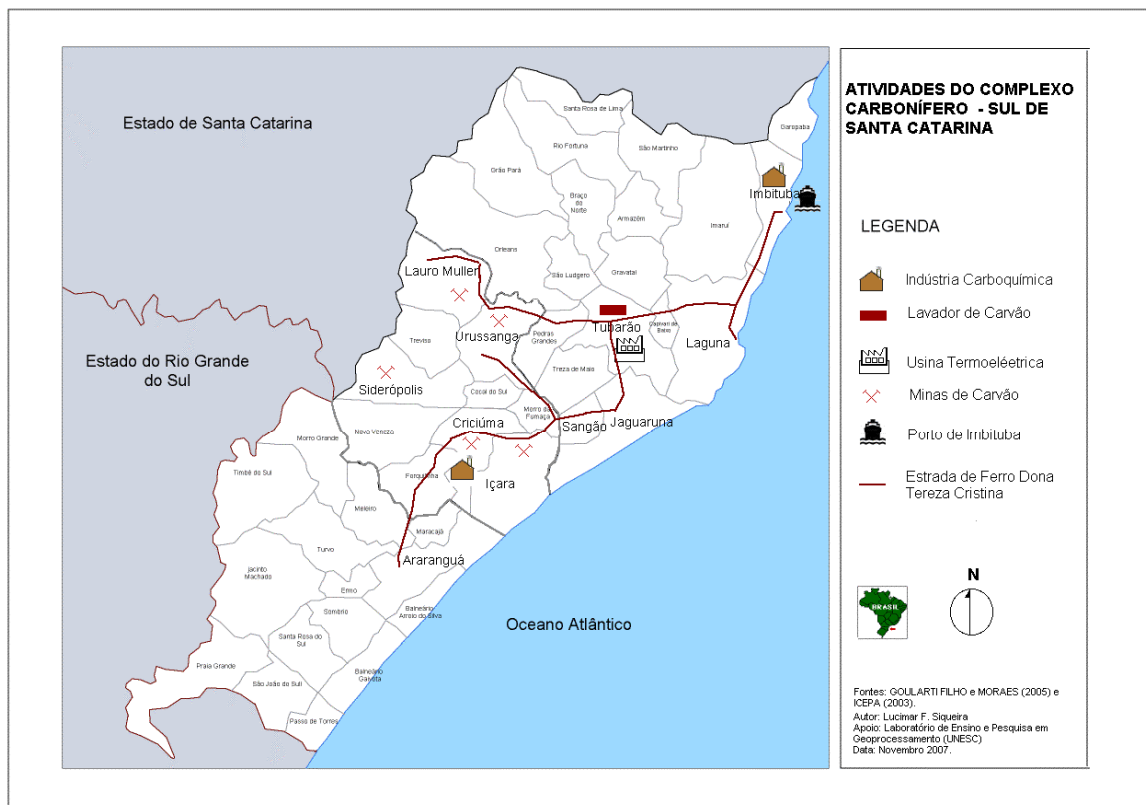 Estado de Santa Catarina
Estado do Rio Grande
do Sul
Santa Rosa de Lima
Garopaba
Rio Fortuna
São Martinho
Grão Pará
Imbituba
Braço
do
Norte
Armazém
Imaruí
Orleans
Lauro Muller
São Ludgero
Gravatal
Urussanga
Tubarão
Capivari de
Baixo
Laguna
Pedras
Grandes
Treviso
Treza de Maio
Siderópolis
Cocal do Sul
Morro da
Fumaça
Sangão
Jaguaruna
Criciúma
Nova Veneza
Morro Grande
Forquilhinha
Içara
Timbé do Sul
Meleiro
Maracajá
Turvo
Araranguá
Jacinto
Machado
Ermo
Sombrio
Balneário
Arroio do Silva
Santa Rosa do
Sul
Praia Grande
São João do Sul
Balneário
Gaivota
Passo de Torres
Oceano Atlântico
ATIVIDADES DO COMPLEXO
CARBONÍFERO - SUL DE
SANTA CATARINA
LEGENDA
Indústria Carboquímica
Lavador de Carvão
Usina Termoeléetrica
Minas de Carvão
Porto de Imbituba
Estrada de Ferro Dona
Tereza Cristina
BRASIL
N
Fontes: GOULARTI FILHO e MORAES (2005) e
ICEPA (2003).
Autor: Lucimar F. Siqueira
Apoio: Laboratório de Ensino e Pesquisa em
Geoprocessamento (UNESC)
Data: Novembro 2007.